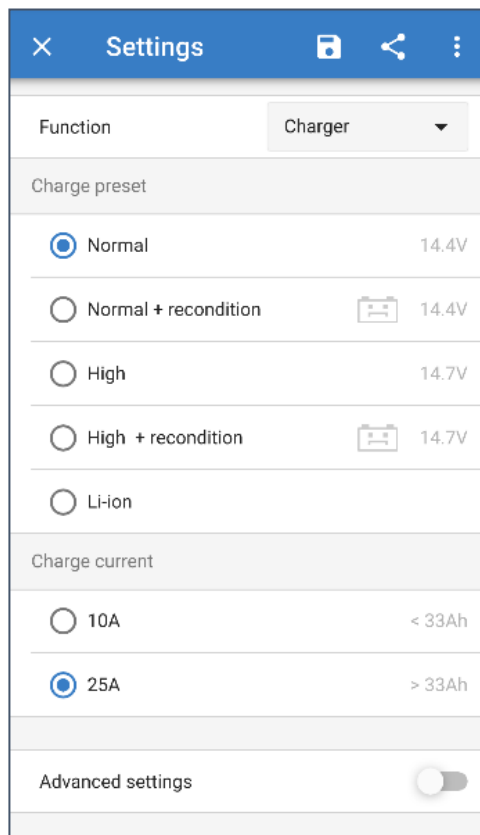 Settings
Function Charger
Charge preset
Normal 14.4V
Normal + recondition 14.4V
High 14.7V
High + recondition 14.7V
Li-ion
Charge current
10A < 33Ah
25A > 33Ah
Advanced settings